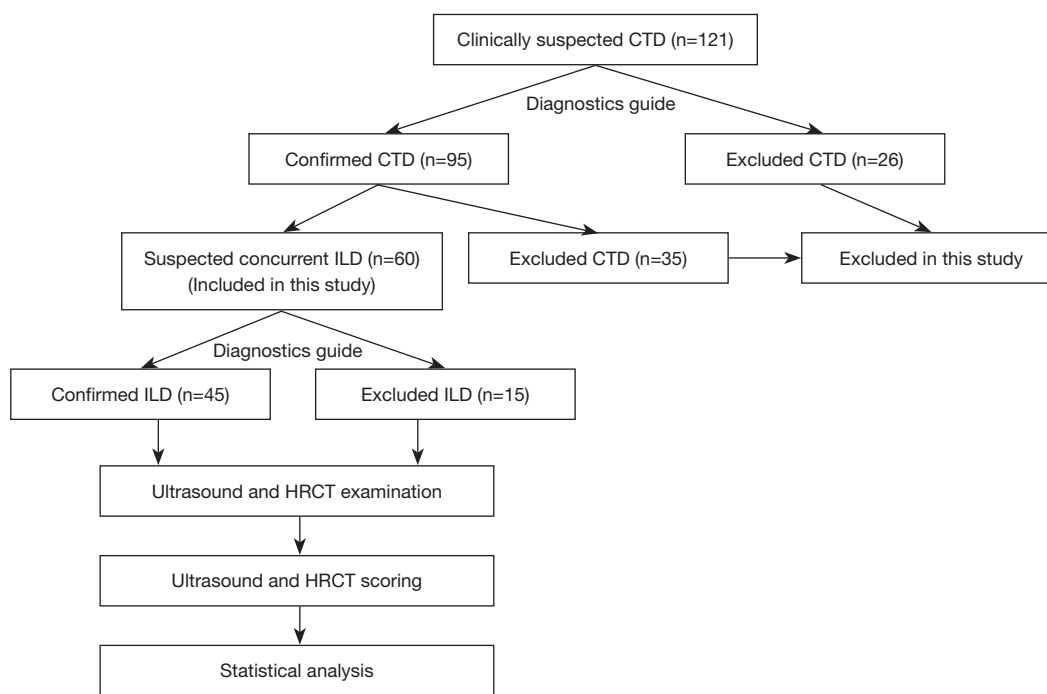 Clinically suspected CTD (n=121)
Diagnostics guide
Confirmed CTD (n=95)
Excluded CTD (n=26)
Suspected concurrent ILD (n=60)
(Included in this study)
Excluded CTD (n=35)
Excluded in this study
Diagnostics guide
Confirmed ILD (n=45)
Excluded ILD (n=15)
Ultrasound and HRCT examination
Ultrasound and HRCT scoring
Statistical analysis